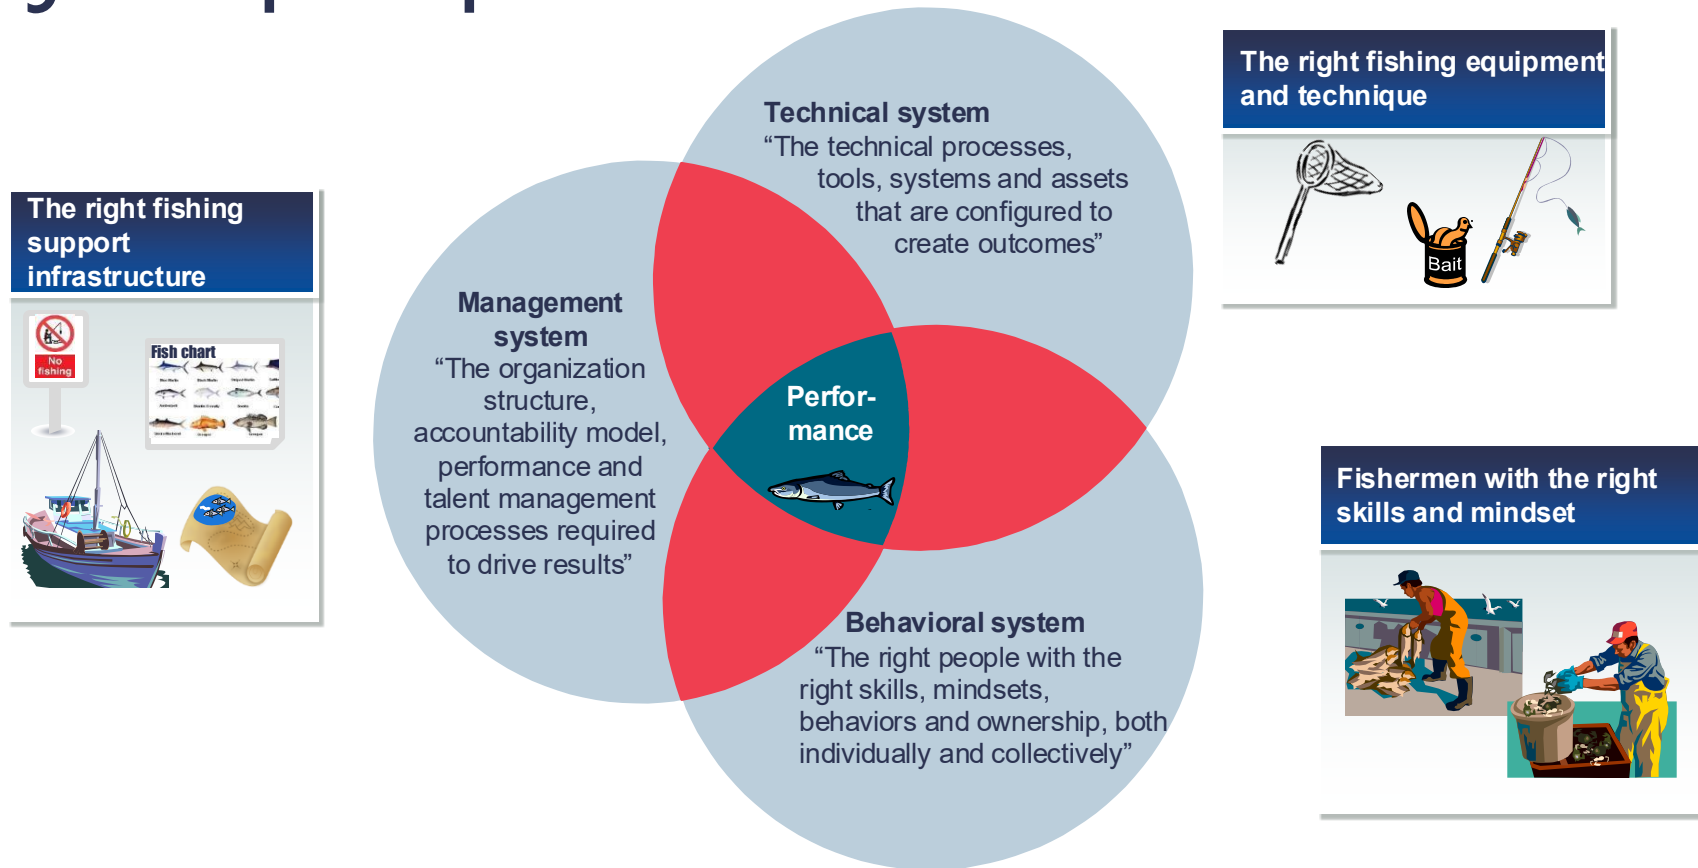 The right fishing
support
infrastructure
No
fishing
Fish chart
Management
system
“The organization
structure,
accountability model,
performance and
talent management
processes required
to drive results”
Technical system
“The technical processes,
tools, systems and assets
that are configured to
create outcomes”
Perfor-
mance
Behavioral system
“The right people with the
right skills, mindsets,
behaviors and ownership, both
individually and collectively”
The right fishing equipment
and technique
Bait
Fishermen with the right
skills and mindset